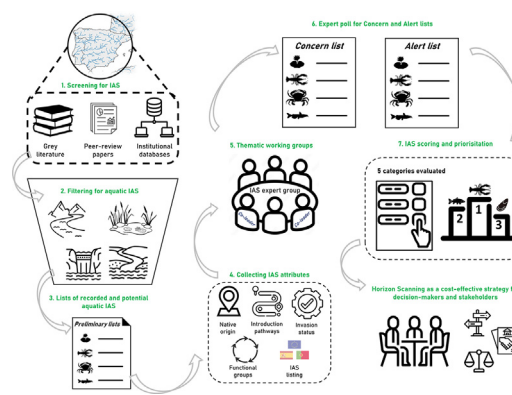 1. Screening for IAS
Grey
literature
Peer-review
papers
Institutional
databases
2. Filtering for aquatic IAS
3. Lists of recorded and potential
aquatic IAS
Preliminary lists
4. Collecting IAS attributes
Native
origin
Introduction
pathways
Invasion
status
Functional
groups
IAS
listing
5. Thematic working groups
IAS expert group
6. Expert poll for Concern and Alert lists
Concern list
Alert list
7. IAS scoring and priorisitation
5 categories evaluated
2
1
3
Horizon Scanning as a cost-effective strategy
decision-makers and stakeholders